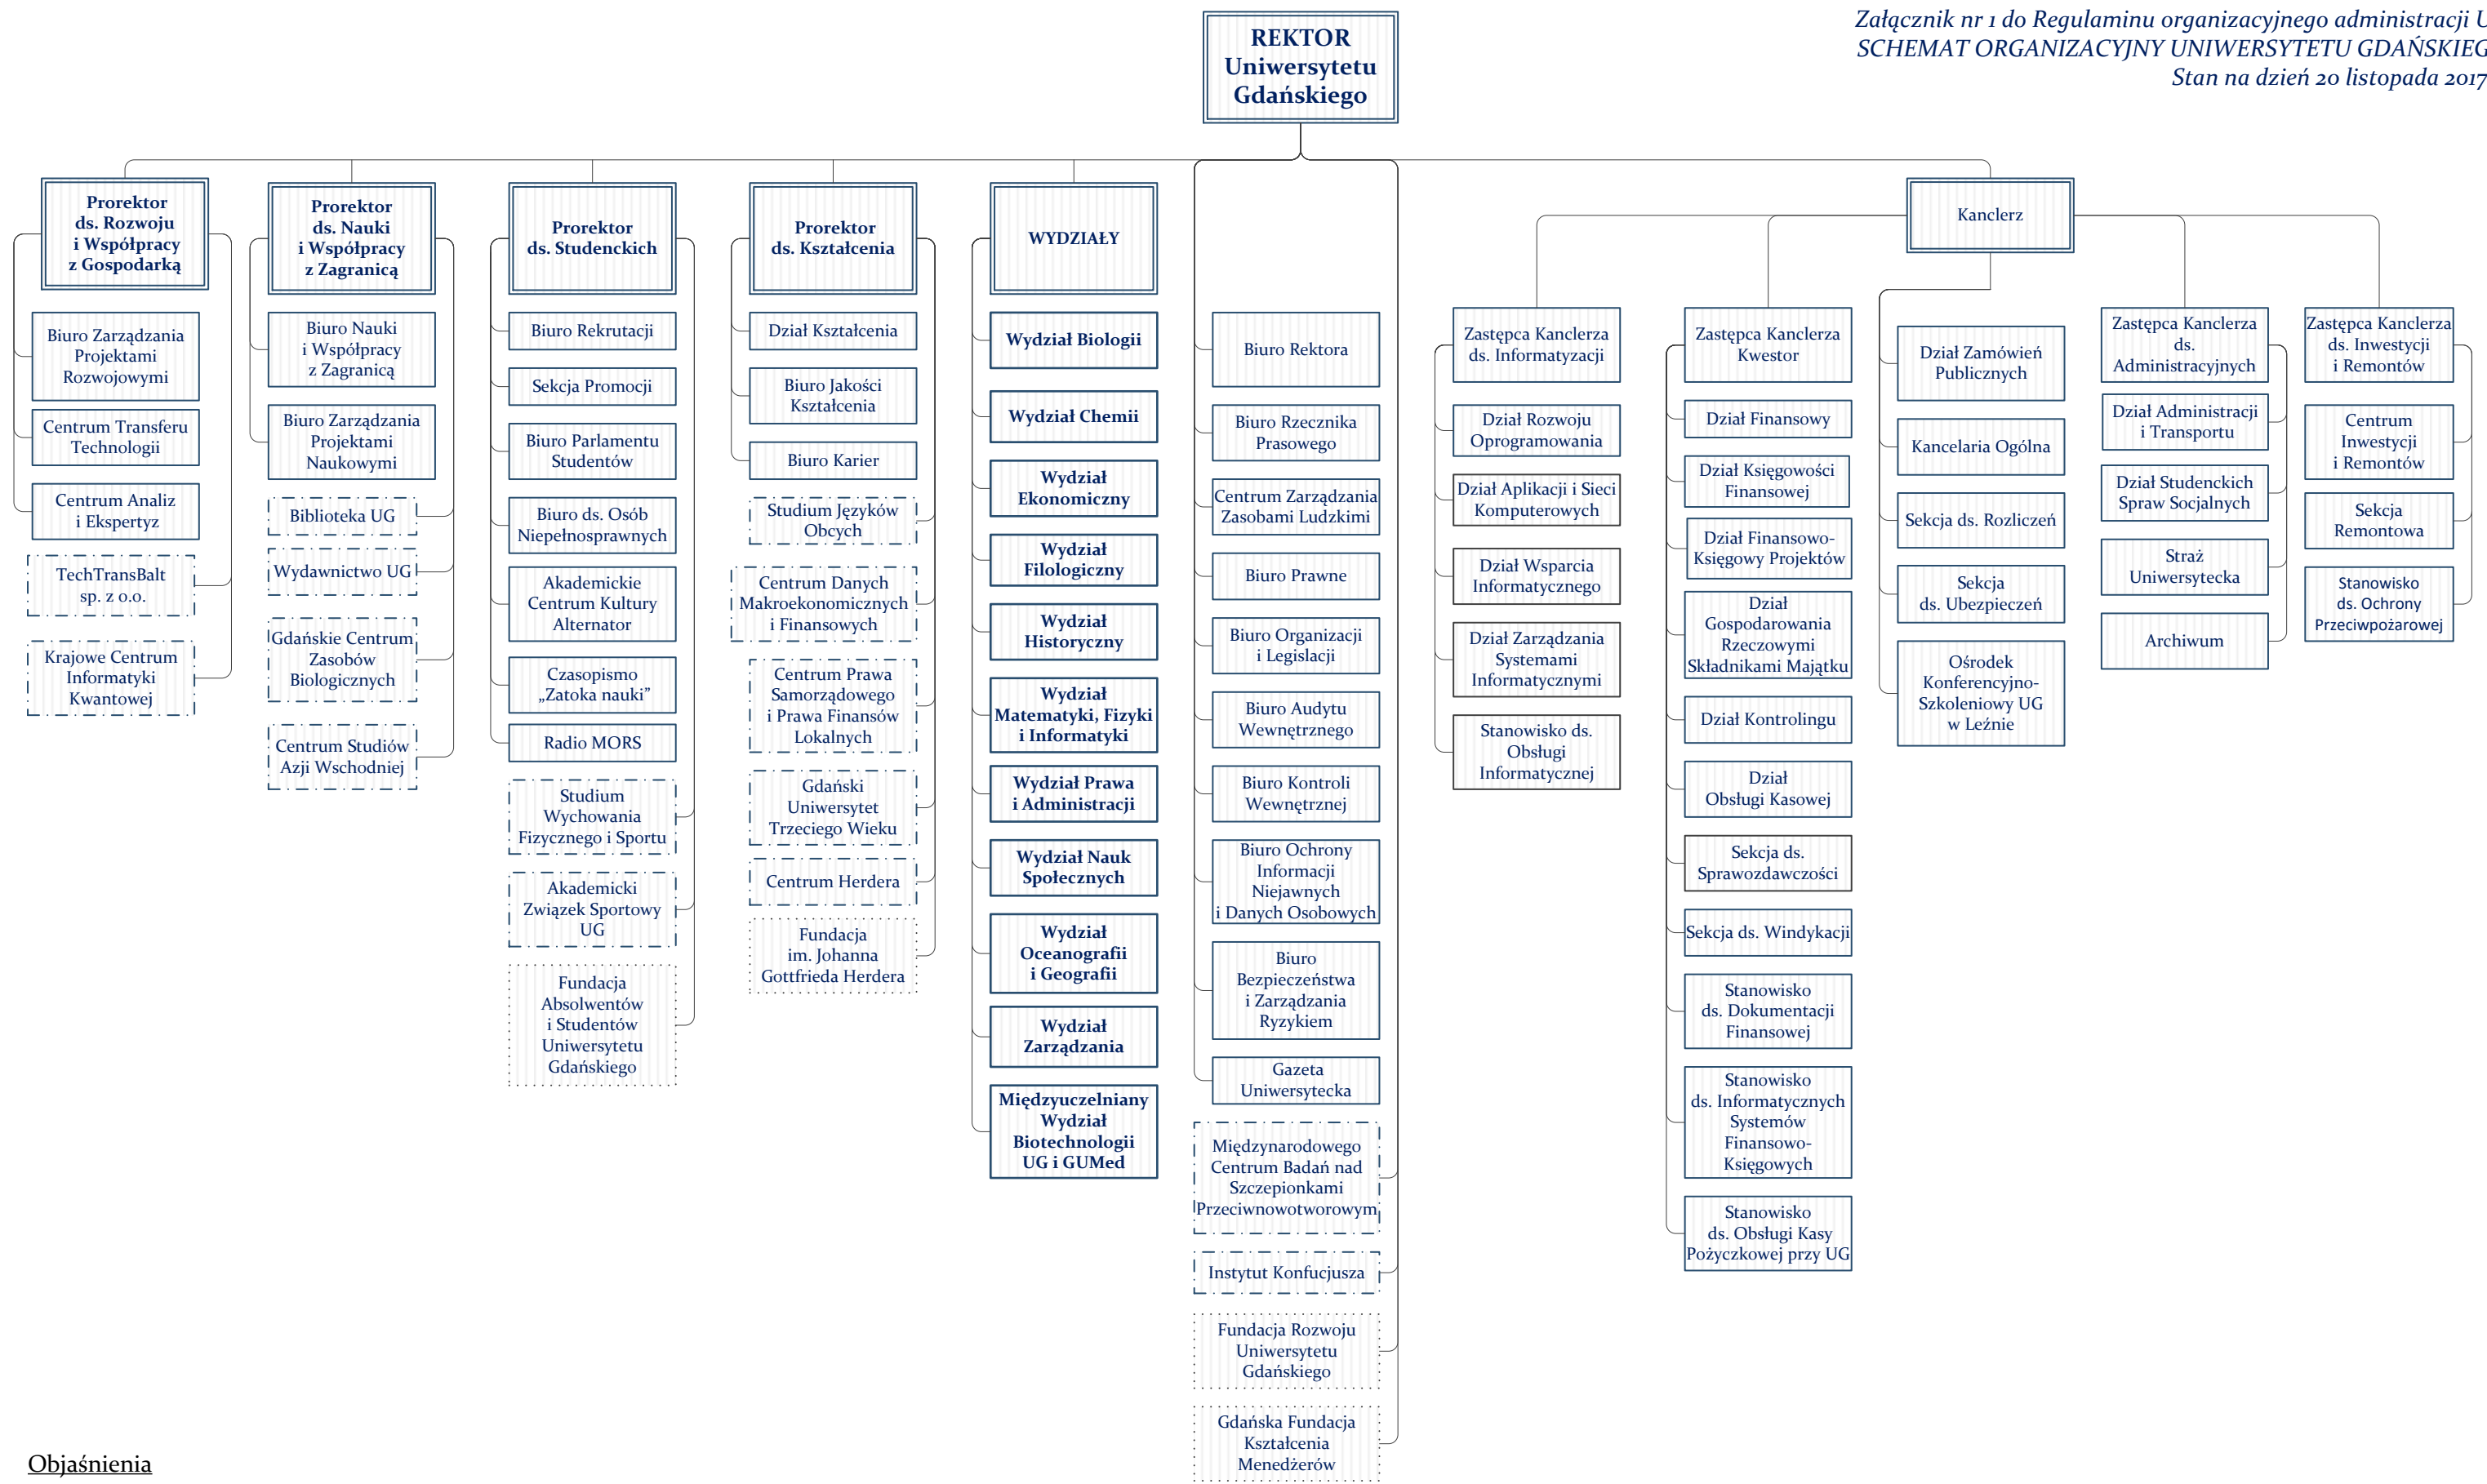 Załącznik nr 1 do Regulaminu organizacyjnego administracji U
SCHEMAT ORGANIZACYJNY UNIWERSYTETU GDAŃSKIEG
Stan na dzień 20 listopada 2017
REKTOR
Uniwersytetu
Gdańskiego
Prorektor
ds. Rozwoju
i Współpracy
z Gospodarką
Biuro Zarządzania
Projektami
Rozwojowymi
Centrum Transferu
Technologii
Centrum Analiz
i Ekspertyz
TechTransBalt
sp. z o.o.
Krajowe Centrum
Informatyki
Kwantowej
Prorektor
ds. Nauki
i Współpracy
z Zagranicą
Biuro Nauki
i Współpracy
z Zagranicą
Biuro Zarządzania
Projektami
Naukowymi
Biblioteka UG
Wydawnictwo UG
Gdańskie Centrum
Zasobów
Biologicznych
Centrum Studiów
Azji Wschodniej
Prorektor
ds. Studenckich
Biuro Rekrutacji
Sekcja Promocji
Biuro Parlamentu
Studentów
Biuro ds. Osób
Niepełnosprawnych
Akademickie
Centrum Kultury
Alternator
Czasopismo
„Zatoka nauki”
Radio MORS
Studium
Wychowania
Fizycznego i Sportu
Akademicki
Związek Sportowy
UG
Fundacja
Absolwentów
i Studentów
Uniwersytetu
Gdańskiego
Prorektor
ds. Kształcenia
Dział Kształcenia
Biuro Jakości
Kształcenia
Biuro Karier
Studium Języków
Obcych
Centrum Danych
Makroekonomicznych
i Finansowych
Centrum Prawa
Samorządowego
i Prawa Finansów
Lokalnych
Gdański
Uniwersytet
Trzeciego Wieku
Centrum Herdera
Fundacja
im. Johanna
Gottfrieda Herdera
WYDZIAŁY
Wydział Biologii
Wydział Chemii
Wydział
Ekonomiczny
Wydział
Filologiczny
Wydział
Historyczny
Wydział
Matematyki, Fizyki
i Informatyki
Wydział Prawa
i Administracji
Wydział Nauk
Społecznych
Wydział
Oceanografii
i Geografii
Wydział
Zarządzania
Międzyuczelniany
Wydział
Biotechnologii
UG i GUMed
Biuro Rektora
Biuro Rzecznika
Prasowego
Centrum Zarządzania
Zasobami Ludzkimi
Biuro Prawne
Biuro Organizacji
i Legislacji
Biuro Audytu
Wewnętrznego
Biuro Kontroli
Wewnętrznej
Biuro Ochrony
Informacji
Niejawnych
i Danych Osobowych
Biuro
Bezpieczeństwa
i Zarządzania
Ryzykiem
Gazeta
Uniwersytecka
Międzynarodowego
Centrum Badań nad
Szczepionkami
Przeciwnowotworowym
Instytut Konfucjusza
Fundacja Rozwoju
Uniwersytetu
Gdańskiego
Gdańska Fundacja
Kształcenia
Menedżerów
Kanclerz
Zastępca Kanclerza
ds. Informatyzacji
Dział Rozwoju
Oprogramowania
Dział Aplikacji i Sieci
Komputerowych
Dział Wsparcia
Informatycznego
Dział Zarządzania
Systemami
Informatycznymi
Stanowisko ds.
Obsługi
Informatycznej
Zastępca Kanclerza
Kwestor
Dział Finansowy
Dział Księgowości
Finansowej
Dział Finansowo-
Księgowy Projektów
Dział
Gospodarowania
Rzeczowymi
Składnikami Majątku
Dział Kontrolingu
Dział
Obsługi Kasowej
Sekcja ds.
Sprawozdawczości
Sekcja ds. Windykacji
Stanowisko
ds. Dokumentacji
Finansowej
Stanowisko
ds. Informatycznych
Systemów
Finansowo-
Księgowych
Stanowisko
ds. Obsługi Kasy
Pożyczkowej przy UG
Dział Zamówień
Publicznych
Kancelaria Ogólna
Sekcja ds. Rozliczeń
Sekcja
ds. Ubezpieczeń
Ośrodek
Konferencyjno-
Szkoleniowy UG
w Leźnie
Zastępca Kanclerza
ds.
Administracyjnych
Dział Administracji
i Transportu
Dział Studenckich
Spraw Socjalnych
Straż
Uniwersytecka
Archiwum
Zastępca Kanclerza
ds. Inwestycji
i Remontów
Centrum
Inwestycji
i Remontów
Sekcja
Remontowa
Stanowisko
ds. Ochrony
Przeciwpożarowej
Objaśnienia